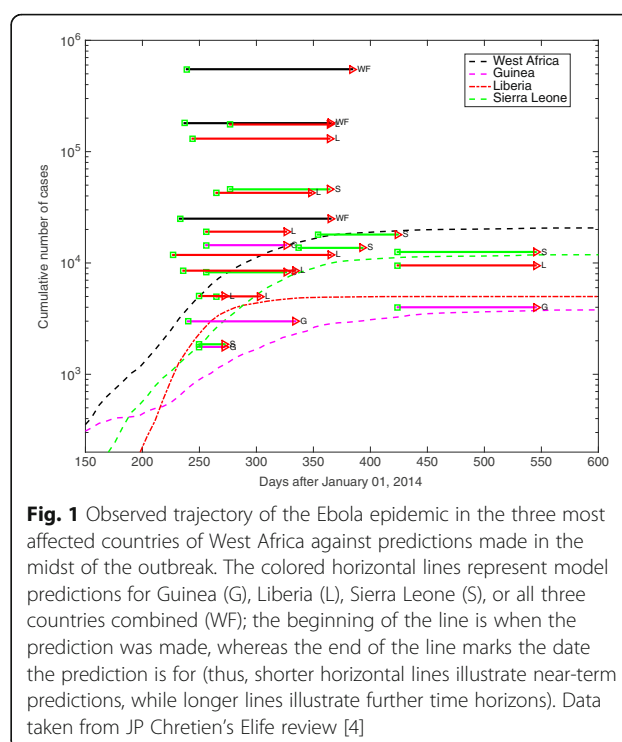 10^6
10^5
10^4
10^3
Cumulative number of cases
West Africa
Guinea
Liberia
Sierra Leone
WF
WF
L
L
S
L
WF
L
G
S
S
L
L
S
L
L
L
G
G
S
G
150 200 250 300 350 400 450 500 550 600
Days after January 01, 2014
Fig. 1 Observed trajectory of the Ebola epidemic in the three most
affected countries of West Africa against predictions made in the
midst of the outbreak. The colored horizontal lines represent model
predictions for Guinea (G), Liberia (L), Sierra Leone (S), or all three
countries combined (WF); the beginning of the line is when the
prediction was made, whereas the end of the line marks the date
the prediction is for (thus, shorter horizontal lines illustrate near-term
predictions, while longer lines illustrate further time horizons). Data
taken from JP Chretien's Elife review [4]